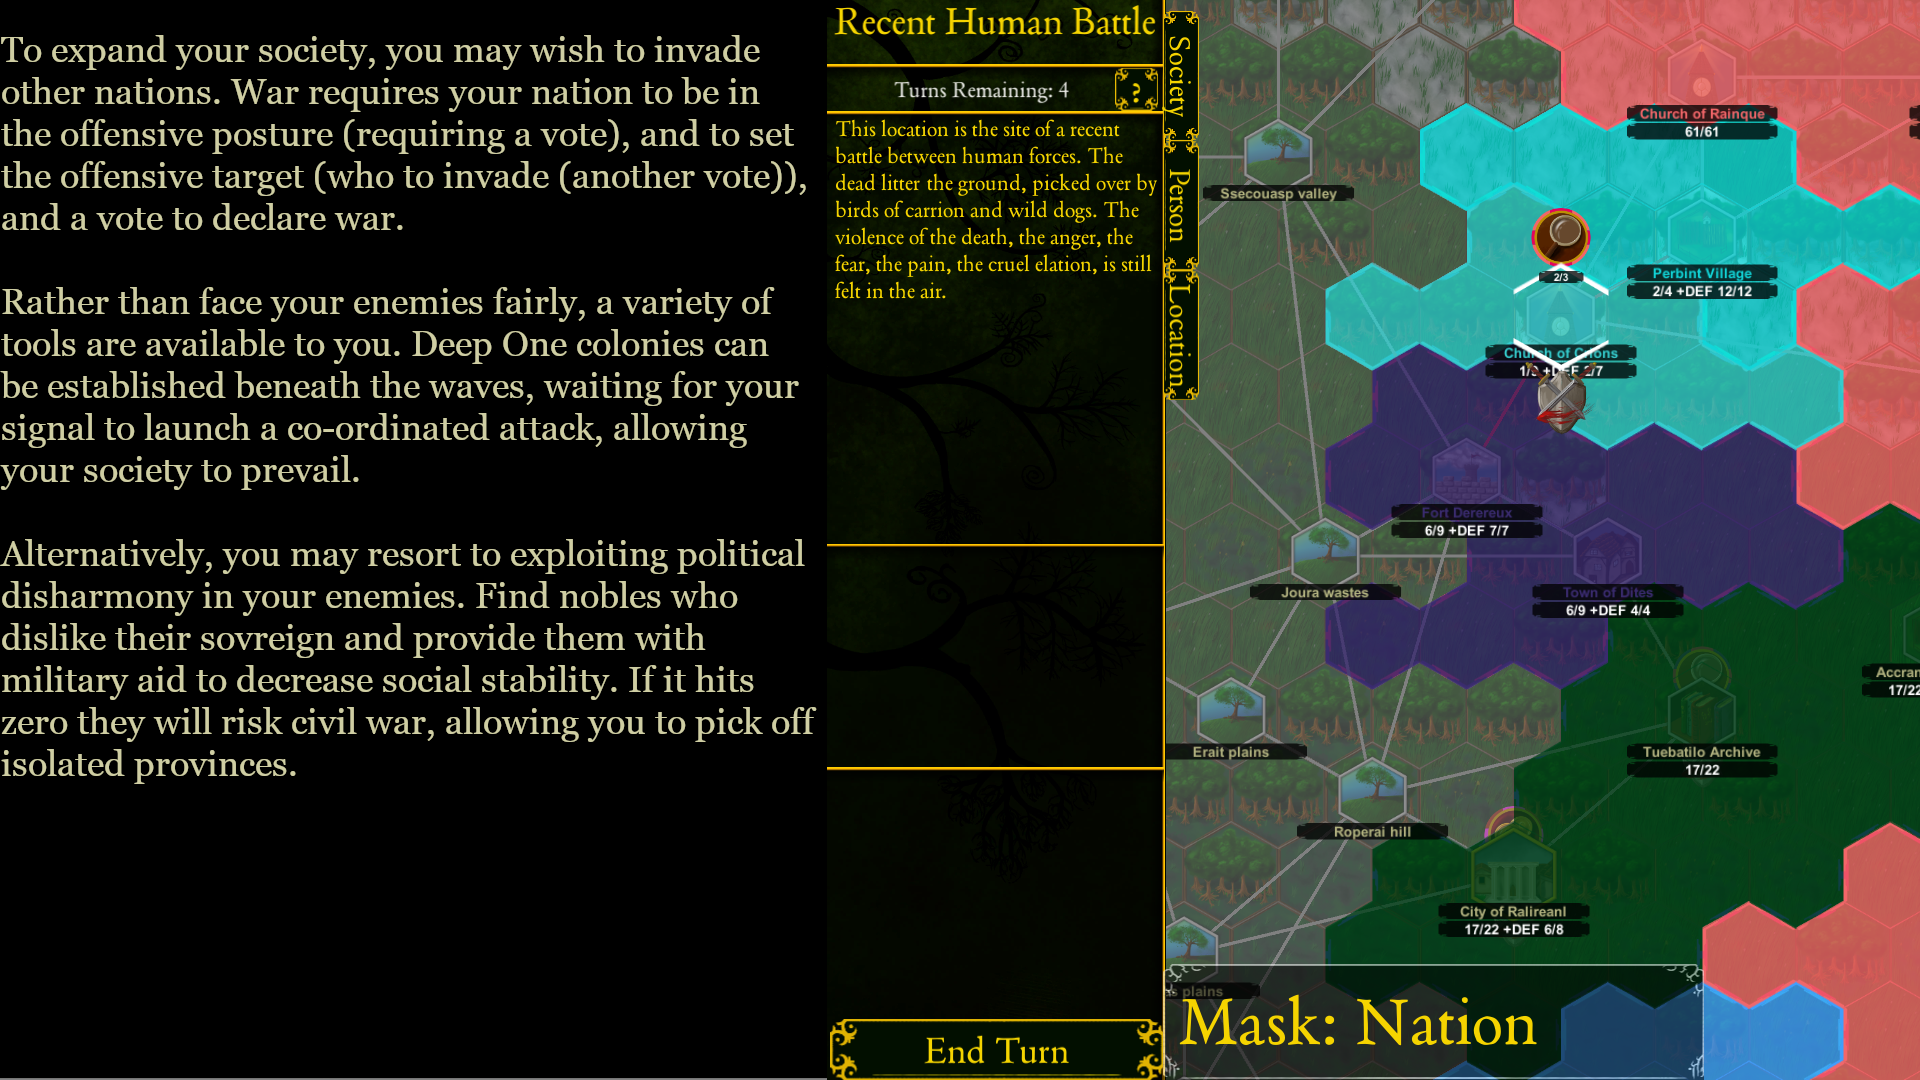 To expand your society, you may wish to invade
other nations. War requires your nation to be in
the offensive posture (requiring a vote), and to set
the offensive target (who to invade (another vote)),
and a vote to declare war.
Rather than face your enemies fairly, a variety of
tools are available to you. Deep One colonies can
be established beneath the waves, waiting for your
signal to launch a co-ordinated attack, allowing
your society to prevail.
Alternatively, you may resort to exploiting political
disharmony in your enemies. Find nobles who
dislike their sovreign and provide them with
military aid to decrease social stability. If it hits
zero they will risk civil war, allowing you to pick off
isolated provinces.
Recent Human Battle
Turns Remaining: 4
?
This location is the site of a recent
battle between human forces. The
dead litter the ground, picked over by
birds of carrion and wild dogs. The
violence of the death, the anger, the
fear, the pain, the cruel elation, is still
felt in the air.
End Turn
Society
Person
Location
Church of Rainque
61/61
Ssecouasp valley
2/3
Perbint Village
2/4 +DEF 12/12
Church of
+DEF
Fort Derereux
6/9 +DEF 7/7
Joura wastes
Town of Dites
6/9 +DEF 4/4
Accran
17/22
Erait plains
Tuebatilo Archive
17/22
Roperai hill
City of Ralireanl
17/22 +DEF 6/8
plains
Mask: Nation